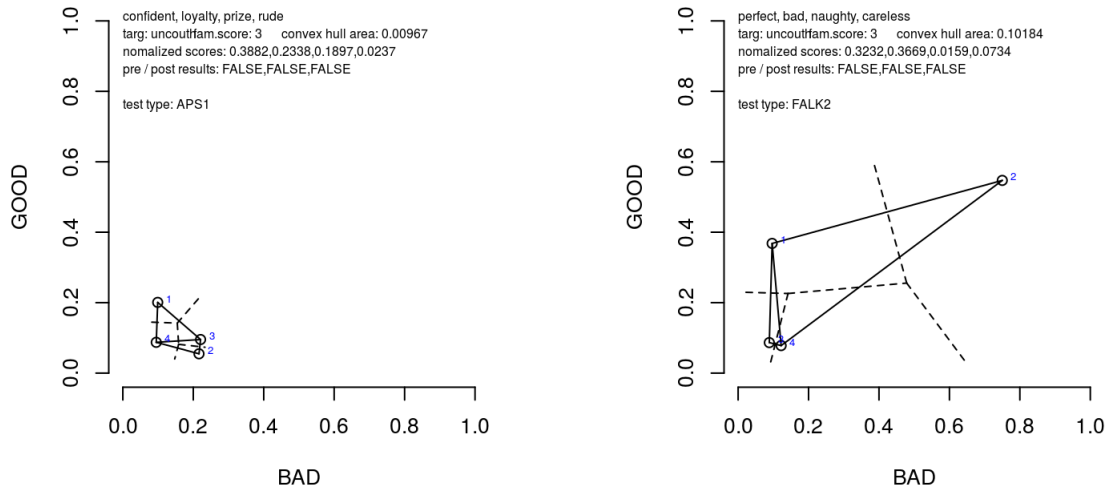 confident, loyalty, prize, rude
targ: uncouthfam.score: 3 convex hull area: 0.00967
nomalized scores: 0.3882,0.2338,0.1897,0.0237
pre / post results: FALSE,FALSE,FALSE
test type: APS1
GOOD
1.0
0.8
0.6
0.4
0.2
0.0
1
3
4
2
0.0 0.2 0.4 0.6 0.8 1.0
BAD
perfect, bad, naughty, careless
targ: uncouthfam.score: 3 convex hull area: 0.10184
nomalized scores: 0.3232,0.3669,0.0159,0.0734
pre / post results: FALSE,FALSE,FALSE
test type: FALK2
GOOD
1.0
0.8
0.6
0.4
0.2
0.0
2
1
4
0.0 0.2 0.4 0.6 0.8 1.0
BAD